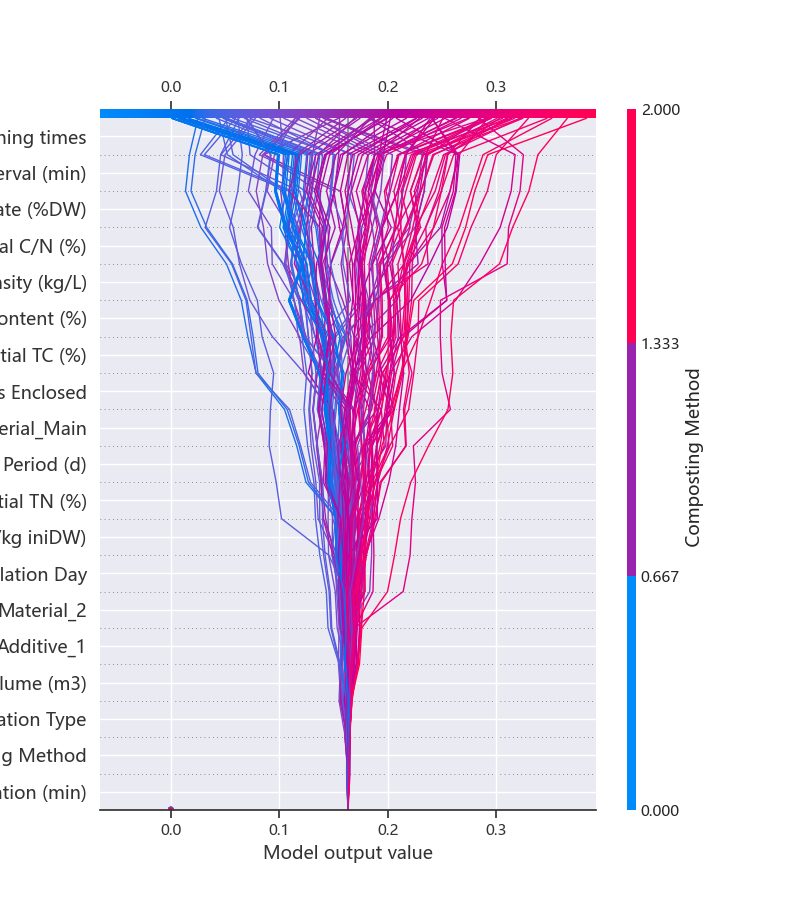 0.0 0.1 0.2 0.3
2.000
ning times
erval (min)
ate (%DW)
al C/N (%)
nsity (kg/L)
ontent (%)
1.333
tial TC (%)
s Enclosed
erial_Main
Composting Method
Period (d)
tial TN (%)
/kg iniDW)
lation Day
0.667
Material_2
Additive_1
lume (m3)
ation Type
g Method
ation (min)
0.000
0.0 0.1 0.2 0.3
Model output value